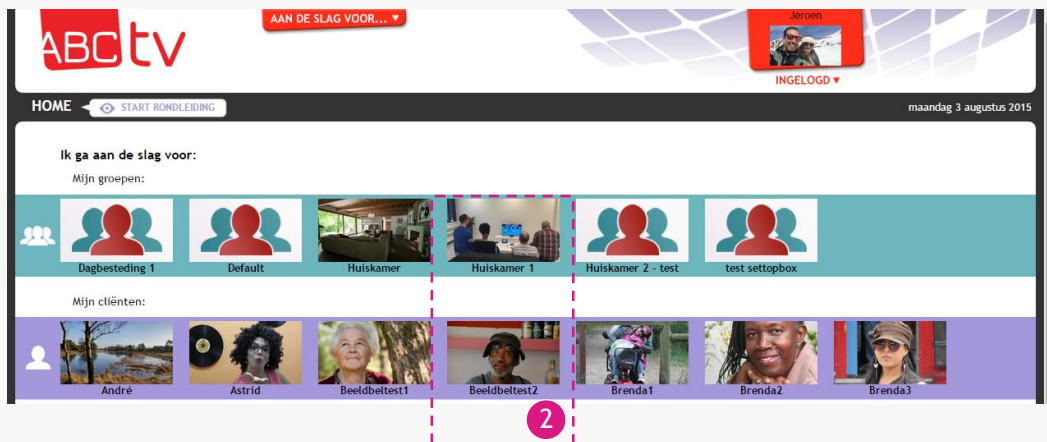 ABC tv
AAN DE SLAG VOOR... ▼
Jeroen
INGELOGD ▼
HOME
START RONDLEIDING
maandag 3 augustus 2015
Ik ga aan de slag voor:
Mijn groepen:
Dagbesteding 1 Default Huiskamer Huiskamer 1 Huiskamer 2 - test test settopbox
Mijn cliënten:
André Astrid Beeldbeltest1 Beeldbeltest2 Brenda1 Brenda2 Brenda3
2